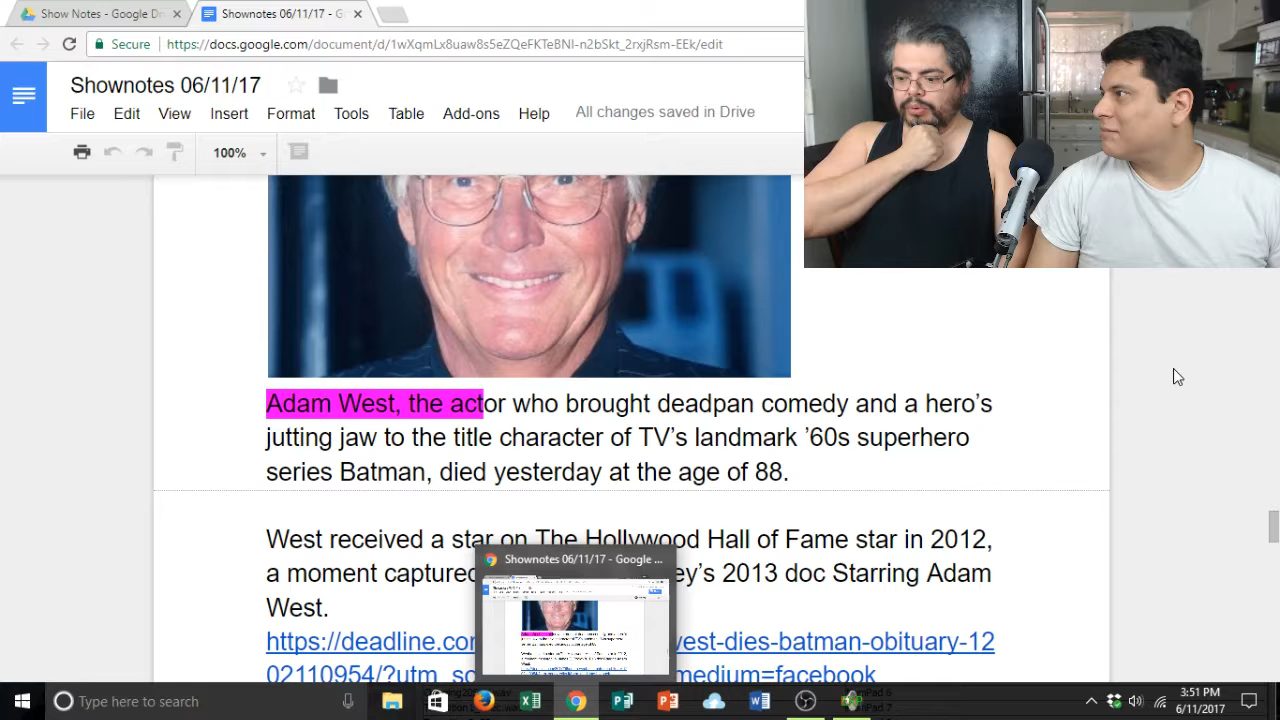 Show Notes - Google Dri
Shownotes 06/11/17 - G
Secure
https://docs.google.com/document/d/1wXqmLx8uaw8s5eZQeFKTeBNI-n2bSkt_2rxjRsm-EEk/edit
Shownotes 06/11/17
File Edit View Insert Format Tools Table Add-ons Help All changes saved in Drive
100%
Adam West, the actor who brought deadpan comedy and a hero’s
jutting jaw to the title character of TV’s landmark ’60s superhero
series Batman, died yesterday at the age of 88.
West received a star on The Hollywood Hall of Fame star in 2012,
a moment captured ey’s 2013 doc Starring Adam
West.
https://deadline.co vest-dies-batman-obituary-12
02110954/?utm_so medium=facebook
Shownotes 06/11/17 - Google ...
Type here to search
3:51 PM
6/11/2017